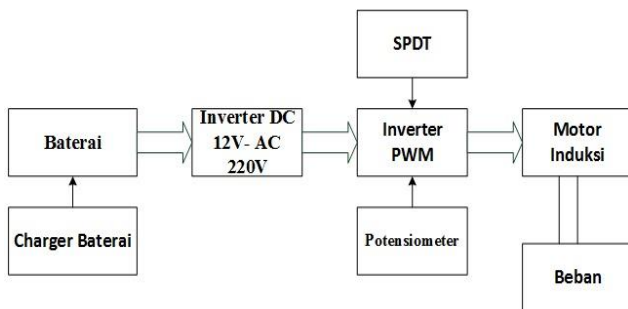 SPDT
Baterai
Inverter DC
12V- AC
220V
Inverter
PWM
Motor
Induksi
Charger Baterai
Potensiometer
Beban